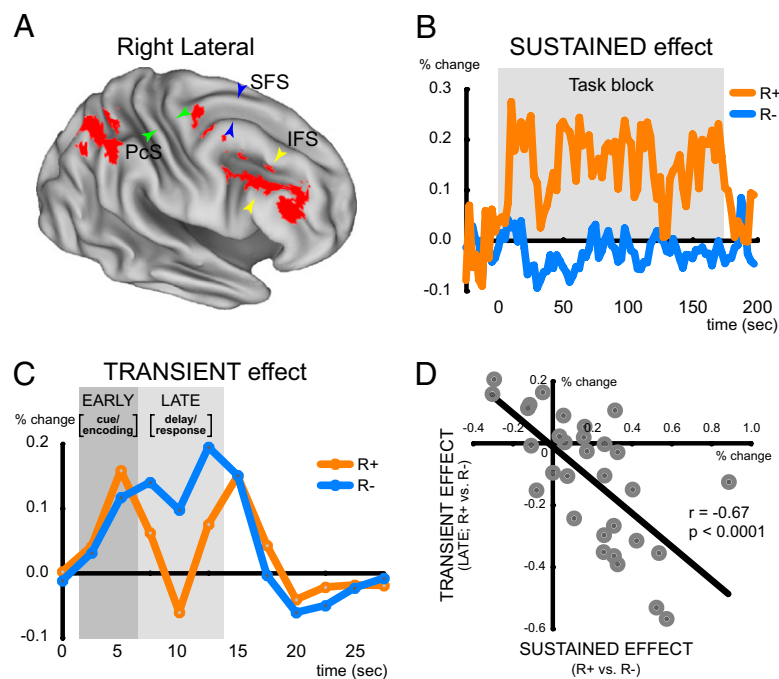 A
Right Lateral
SFS
IFS
PcS
B
SUSTAINED effect
% change
Task block
R+
R-
0.3
0.2
0.1
0.0
-0.1
0 50 100 150 200
time (sec)
C
TRANSIENT effect
EARLY LATE
% change
[cue/ encoding] [delay/ response]
R+
R-
0.2
0.1
0.0
-0.1
0 5 10 15 20 25
time (sec)
D
0.2
% change
-0.4 -0.2 0.2 0.4 0.6 0.8 1.0
% change
-0.2
-0.4
-0.6
r = -0.67
p < 0.0001
TRANSIENT EFFECT
(LATE; R+ vs. R-)
SUSTAINED EFFECT
(R+ vs. R-)